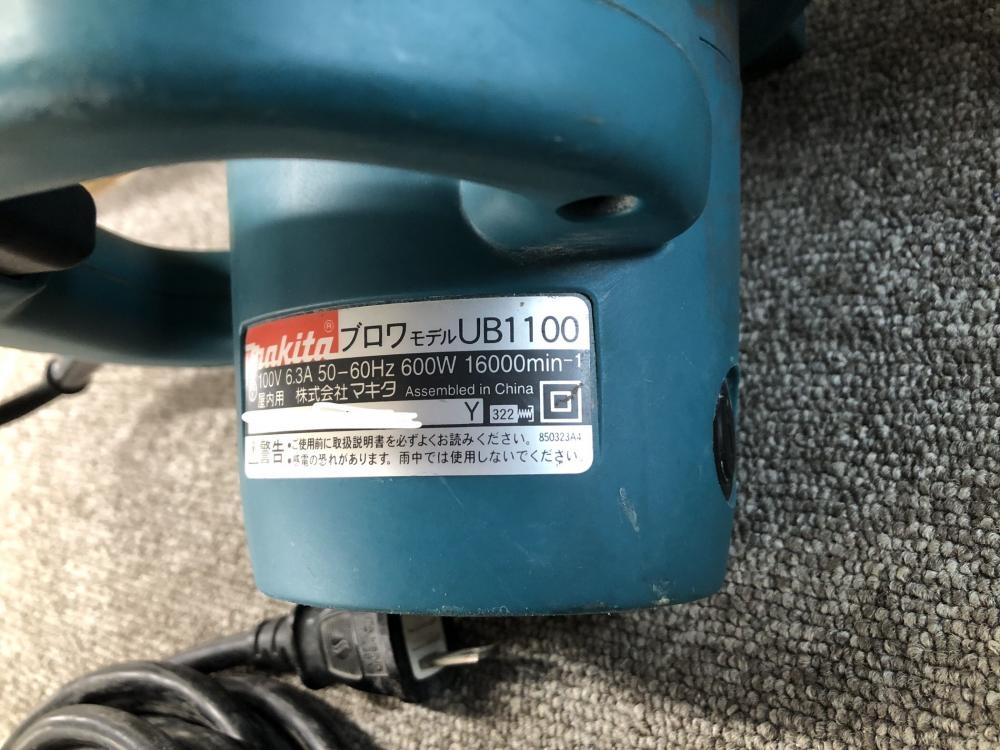 makita® ブロワ モデル UB1100
100V 6.3A 50-60Hz 600W 16000min-1
屋内用 株式会社 マキタ Assembled in China
Y 322
警告 •ご使用前に取扱説明書を必ずよくお読みください。 850323A4
•感電の恐れがあります。雨中では使用しないでください。